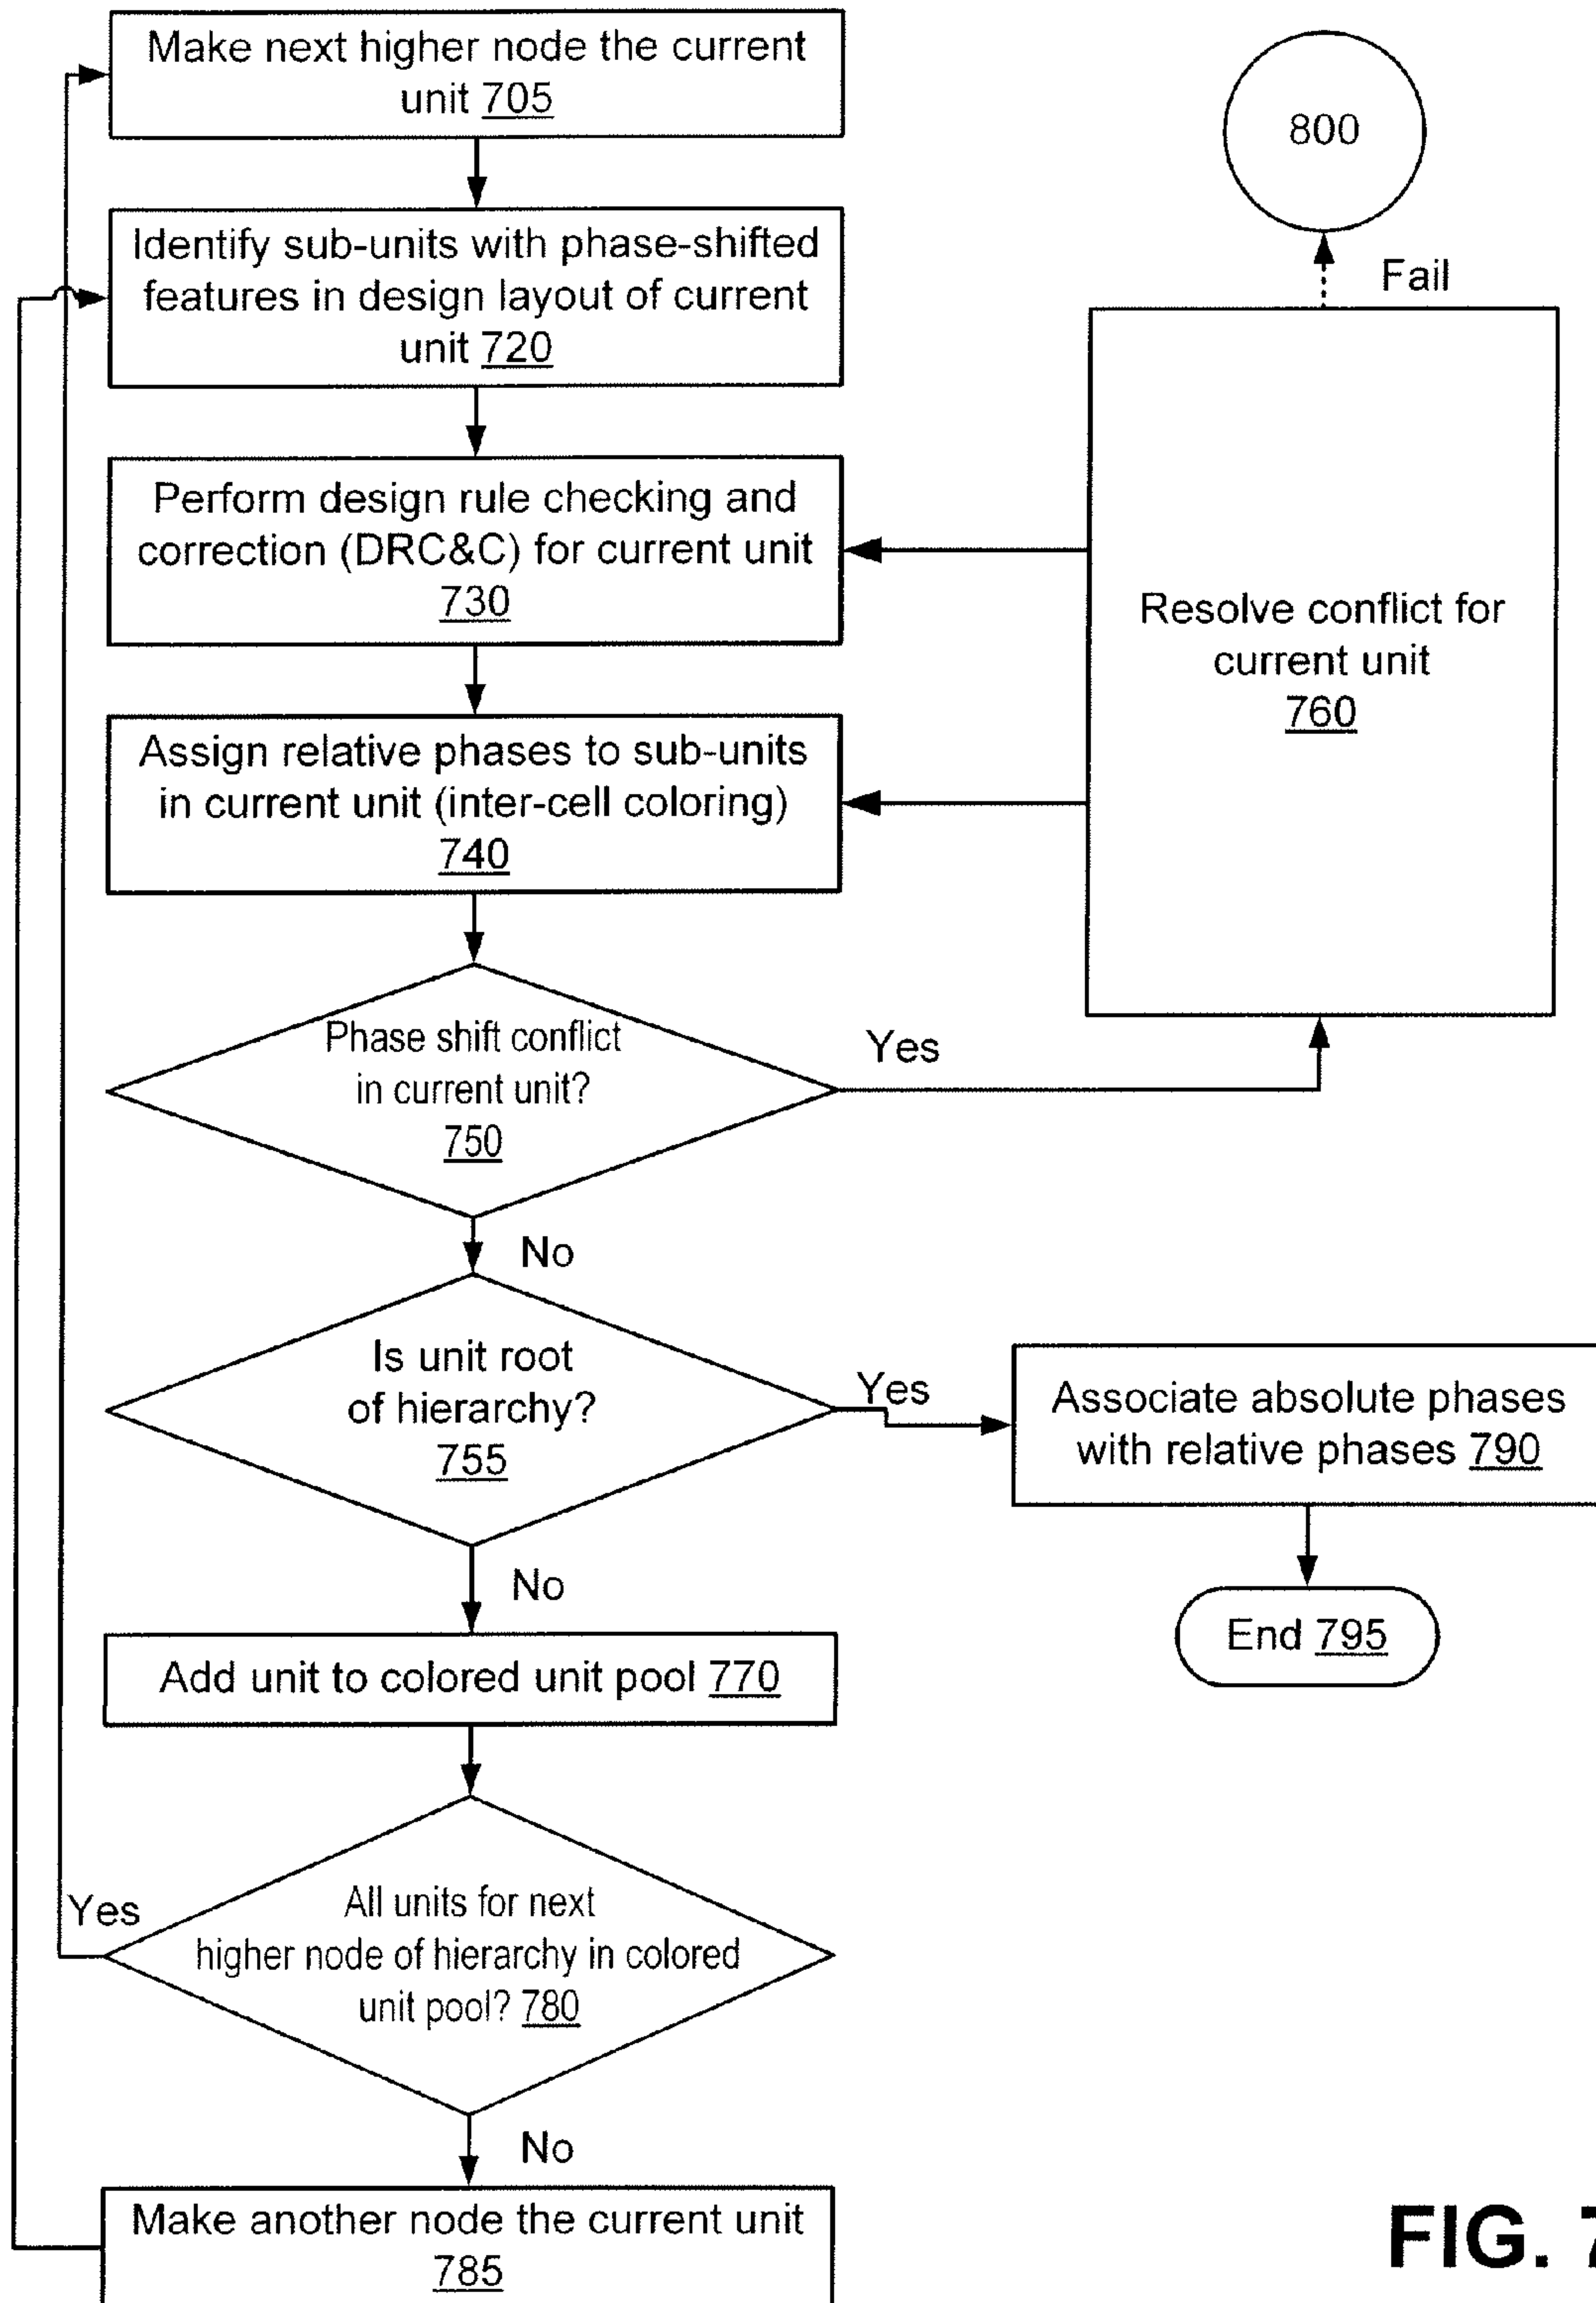 Make next higher node the current
unit 705
800
Identify sub-units with phase-shifted
features in design layout of current
unit 720
Fail
Perform design rule checking and
correction (DRC&C) for current unit
730
Resolve conflict for
current unit
760
Assign relative phases to sub-units
in current unit (inter-cell coloring)
740
Phase shift conflict
in current unit?
750
Yes
No
Is unit root
of hierarchy?
755
Yes
Associate absolute phases
with relative phases 790
No
End 795
Add unit to colored unit pool 770
All units for next
higher node of hierarchy in colored
unit pool? 780
Yes
No
Make another node the current unit
785
FIG. 7